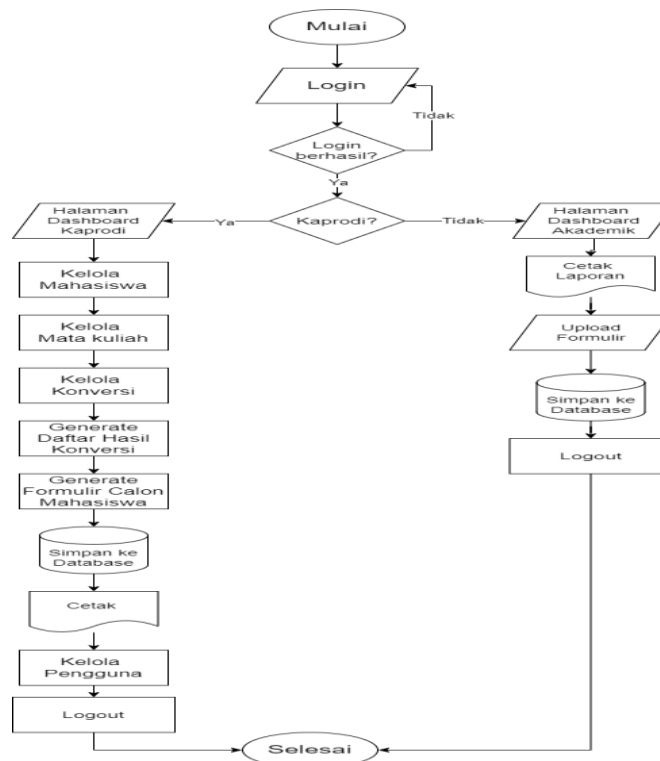 Mulai
Login
Tidak
Login
berhasil?
Ya
Halaman
Dashboard
Kaprodi
Ya
Kaprodi?
Tidak
Halaman
Dashboard
Akademik
Kelola
Mahasiswa
Kelola
Mata kuliah
Kelola
Konversi
Generate
Daftar Hasil
Konversi
Generate
Formulir Calon
Mahasiswa
Simpan ke
Database
Cetak
Kelola
Pengguna
Logout
Cetak
Laporan
Upload
Formulir
Simpan ke
Database
Logout
Selesai